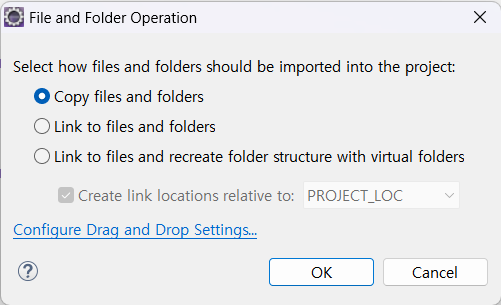 File and Folder Operation
Select how files and folders should be imported into the project:
Copy files and folders
Link to files and folders
Link to files and recreate folder structure with virtual folders
Create link locations relative to: PROJECT_LOC
Configure Drag and Drop Settings...
? OK Cancel